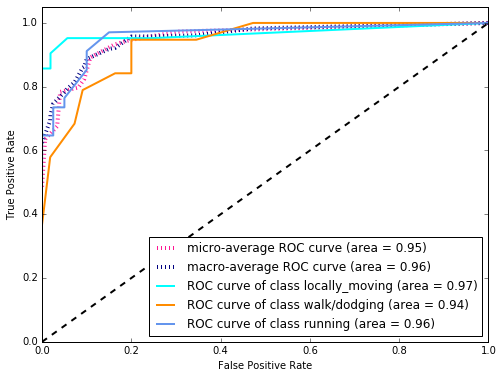 1.0
0.8
0.6
0.4
0.2
0.0
True Positive Rate
micro-average ROC curve (area = 0.95)
macro-average ROC curve (area = 0.96)
ROC curve of class locally_moving (area = 0.97)
ROC curve of class walk/dodging (area = 0.94)
ROC curve of class running (area = 0.96)
0.0 0.2 0.4 0.6 0.8 1.0
False Positive Rate